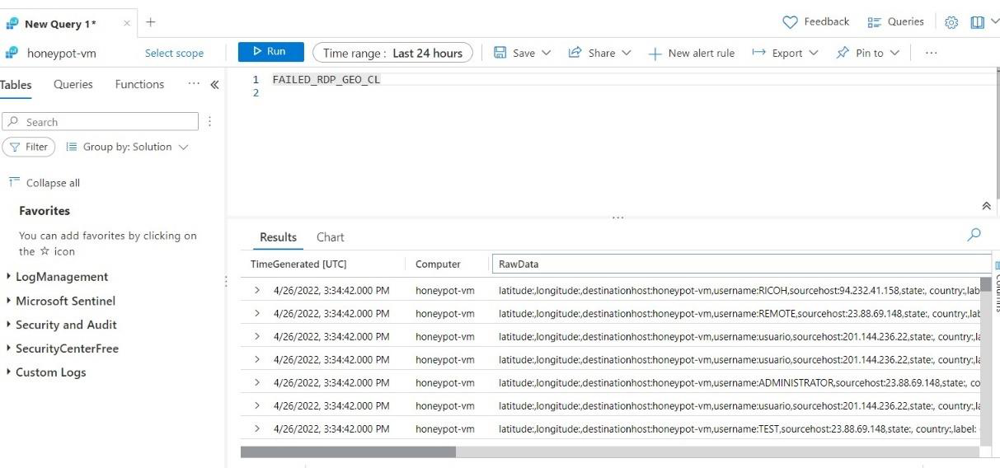 New Query 1*
Feedback
Queries
honeypot-vm
Select scope
Run
Time range : Last 24 hours
Save
Share
New alert rule
Export
Pin to
Tables
Queries
Functions
1 FAILED_RDP_GEO_CL
2
Search
Filter
Group by: Solution
Collapse all
Favorites
You can add favorites by clicking on
the ☆ icon
LogManagement
Microsoft Sentinel
Security and Audit
SecurityCenterFree
Custom Logs
Results
Chart
TimeGenerated [UTC]
Computer
RawData
4/26/2022, 3:34:42.000 PM honeypot-vm latitude:,longitude:,destinationhost:honeypot-vm,username:RICOH,sourcehost:94.232.41.158,state:, country:,lab
4/26/2022, 3:34:42.000 PM honeypot-vm latitude:,longitude:,destinationhost:honeypot-vm,username:REMOTE,sourcehost:23.88.69.148,state:, country:,lab
4/26/2022, 3:34:42.000 PM honeypot-vm latitude:,longitude:,destinationhost:honeypot-vm,username:usuario,sourcehost:201.144.236.22,state:, country:,la
4/26/2022, 3:34:42.000 PM honeypot-vm latitude:,longitude:,destinationhost:honeypot-vm,username:usuario,sourcehost:201.144.236.22,state:, country:,la
4/26/2022, 3:34:42.000 PM honeypot-vm latitude:,longitude:,destinationhost:honeypot-vm,username:ADMINISTRATOR,sourcehost:23.88.69.148,state:, co
4/26/2022, 3:34:42.000 PM honeypot-vm latitude:,longitude:,destinationhost:honeypot-vm,username:usuario,sourcehost:201.144.236.22,state:, country:,la
4/26/2022, 3:34:42.000 PM honeypot-vm latitude:,longitude:,destinationhost:honeypot-vm,username:TEST,sourcehost:23.88.69.148,state:, country:,label: